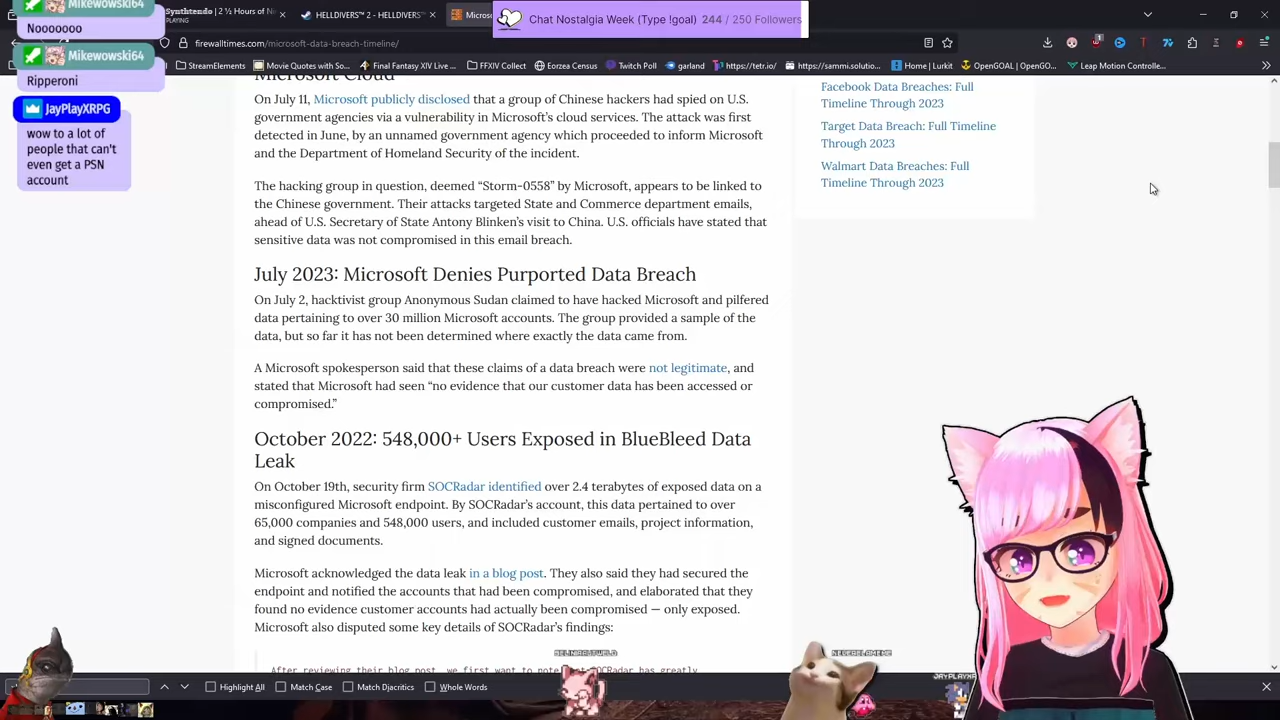 Mikewowski64
Nooooooo
Mikewowski64
Ripperoni
JayPlayXRPG
wow to a lot of
people that can't
even get a PSN
account
Synthtendo | 2 ½ Hours of N
PLAYING
HELLDIVERS™ 2 - HELLDIVERS
Micros
Chat Nostalgia Week (Type !goal) 244 / 250 Followers
firewalltimes.com/microsoft-data-breach-timeline/
StreamElements
Movie Quotes with So...
Final Fantasy XIV Live ...
FFXIV Collect
Eorzea Census
Twitch Poll
garland
https://tetr.io/
https://sammi.solutio...
Home | Lurkit
OpenGOAL | OpenGO...
Leap Motion Controlle...
Microsoft Cloud
On July 11, Microsoft publicly disclosed that a group of Chinese hackers had spied on U.S.
government agencies via a vulnerability in Microsoft's cloud services. The attack was first
detected in June, by an unnamed government agency which proceeded to inform Microsoft
and the Department of Homeland Security of the incident.
The hacking group in question, deemed “Storm-0558” by Microsoft, appears to be linked to
the Chinese government. Their attacks targeted State and Commerce department emails,
ahead of U.S. Secretary of State Antony Blinken's visit to China. U.S. officials have stated that
sensitive data was not compromised in this email breach.
July 2023: Microsoft Denies Purported Data Breach
On July 2, hacktivist group Anonymous Sudan claimed to have hacked Microsoft and pilfered
data pertaining to over 30 million Microsoft accounts. The group provided a sample of the
data, but so far it has not been determined where exactly the data came from.
A Microsoft spokesperson said that these claims of a data breach were not legitimate, and
stated that Microsoft had seen “no evidence that our customer data has been accessed or
compromised.”
October 2022: 548,000+ Users Exposed in BlueBleed Data
Leak
On October 19th, security firm SOCRadar identified over 2.4 terabytes of exposed data on a
misconfigured Microsoft endpoint. By SOCRadar's account, this data pertained to over
65,000 companies and 548,000 users, and included customer emails, project information,
and signed documents.
Microsoft acknowledged the data leak in a blog post. They also said they had secured the
endpoint and notified the accounts that had been compromised, and elaborated that they
found no evidence customer accounts had actually been compromised — only exposed.
Microsoft also disputed some key details of SOCRadar's findings:
After reviewing their blog post, we first want to note that SOCRadar has greatly
Facebook Data Breaches: Full
Timeline Through 2023
Target Data Breach: Full Timeline
Through 2023
Walmart Data Breaches: Full
Timeline Through 2023
Highlight All
Match Case
Match Diacritics
Whole Words